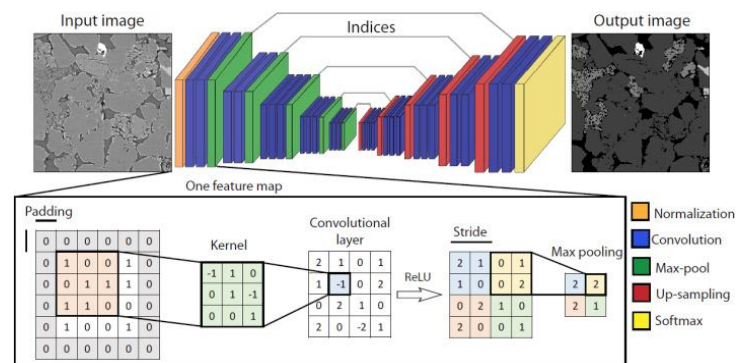 Input image
Indices
Output image
One feature map
Padding
0 0 0 0 0 0
0 1 0 0 1 0
0 0 1 1 1 0
0 1 1 0 1 0
0 1 0 0 1 0
0 0 0 0 0 0
Kernel
-1 1 0
0 1 -1
0 0 1
Convolutional
layer
2 1 0 1
1 -1 0 2
0 2 1 0
2 0 -2 1
ReLU
Stride
2 1 0 1
1 0 0 2
0 2 1 0
2 0 0 1
Max pooling
2 2
2 1
Normalization
Convolution
Max-pool
Up-sampling
Softmax